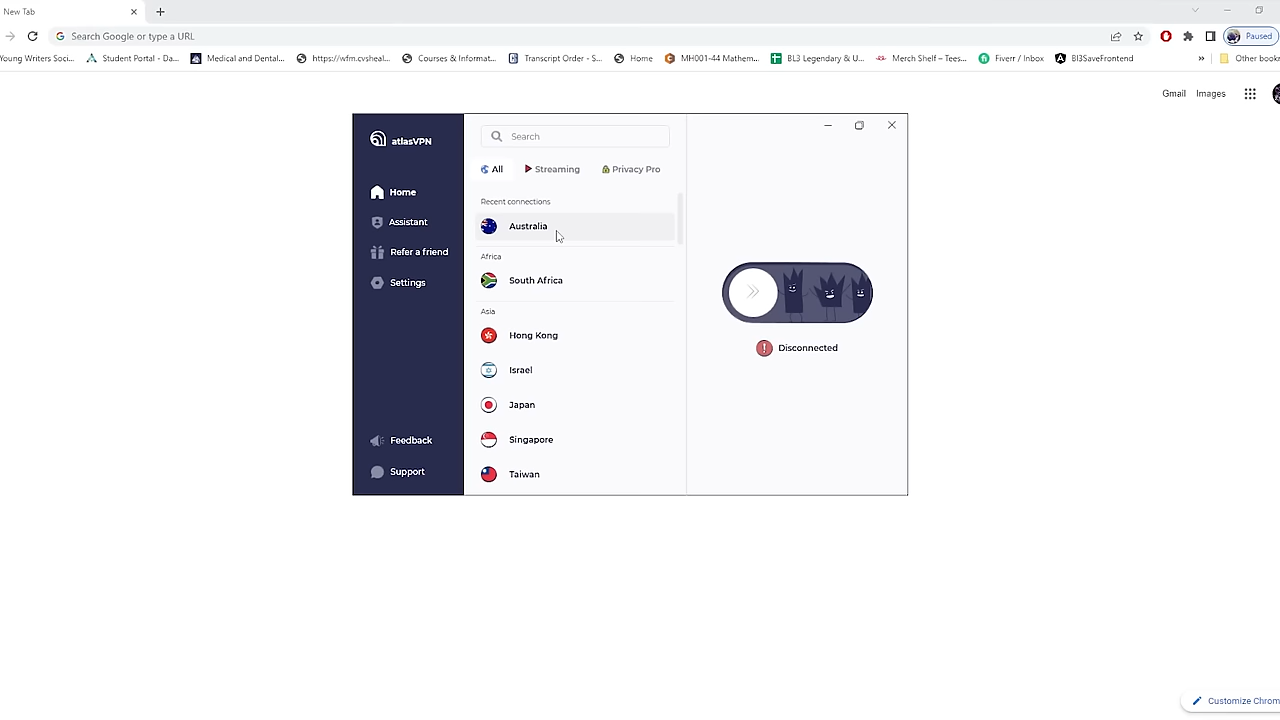 New Tab
Search Google or type a URL
Paused
Young Writers Soci...
Student Portal - Da...
Medical and Dental...
https://wfm.cvsheal...
Courses & Informat...
Transcript Order - S...
Home
MH001-44 Mathem...
BL3 Legendary & U...
Merch Shelf – Tees...
Fiverr / Inbox
Bl3SaveFrontend
»
Other bookr
Gmail
Images
atlasVPN
Home
Assistant
Refer a friend
Settings
Feedback
Support
Search
All
Streaming
Privacy Pro
Recent connections
Australia
Africa
South Africa
Asia
Hong Kong
Israel
Japan
Singapore
Taiwan
Disconnected
Customize Chrom